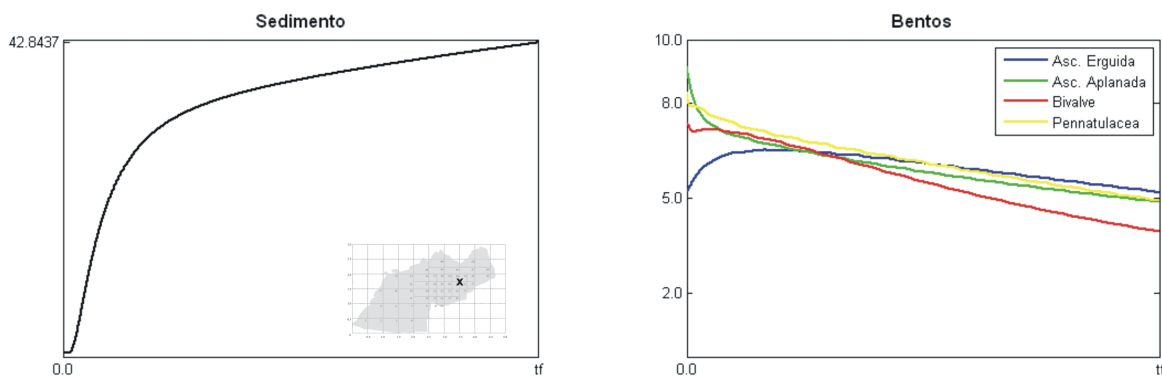 Sedimento
42.8437
x
0.0
tf
Bentos
10.0
8.0
5.0
2.0
Asc. Erguida
Asc. Aplanada
Bivalve
Pennatulacea
0.0
tf